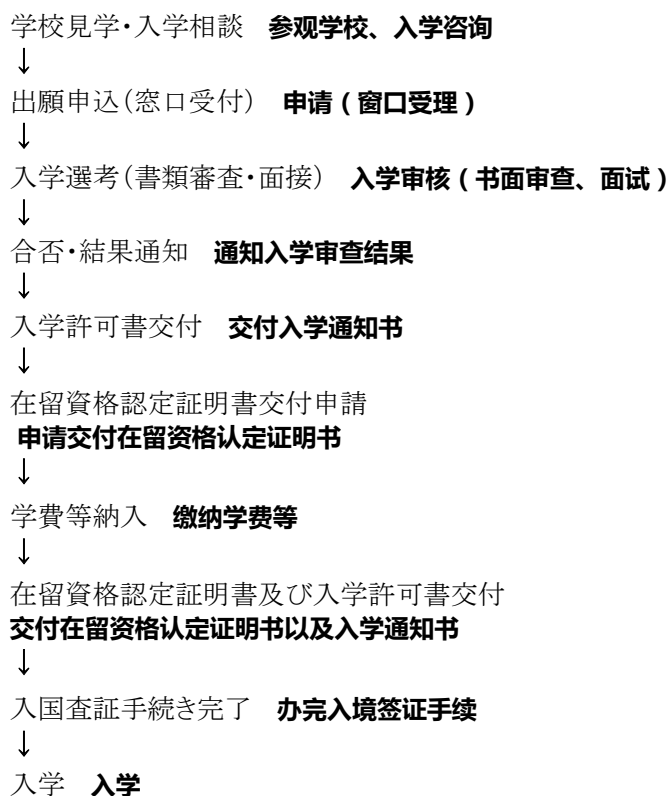 学校見学・入学相談　参观学校、入学咨询
↓
出願申込（窓口受付）　申请（窗口受理）
↓
入学選考（書類審査・面接）　入学审核（书面审查、面试）
↓
合否・結果通知　通知入学审查结果
↓
入学許可書交付　交付入学通知书
↓
在留資格認定証明書交付申請
申请交付在留资格认定证明书
↓
学費等納入　缴纳学费等
↓
在留資格認定証明書及び入学許可書交付
交付在留资格认定证明书以及入学通知书
↓
入国査証手続き完了　办完入境签证手续
↓
入学　入学